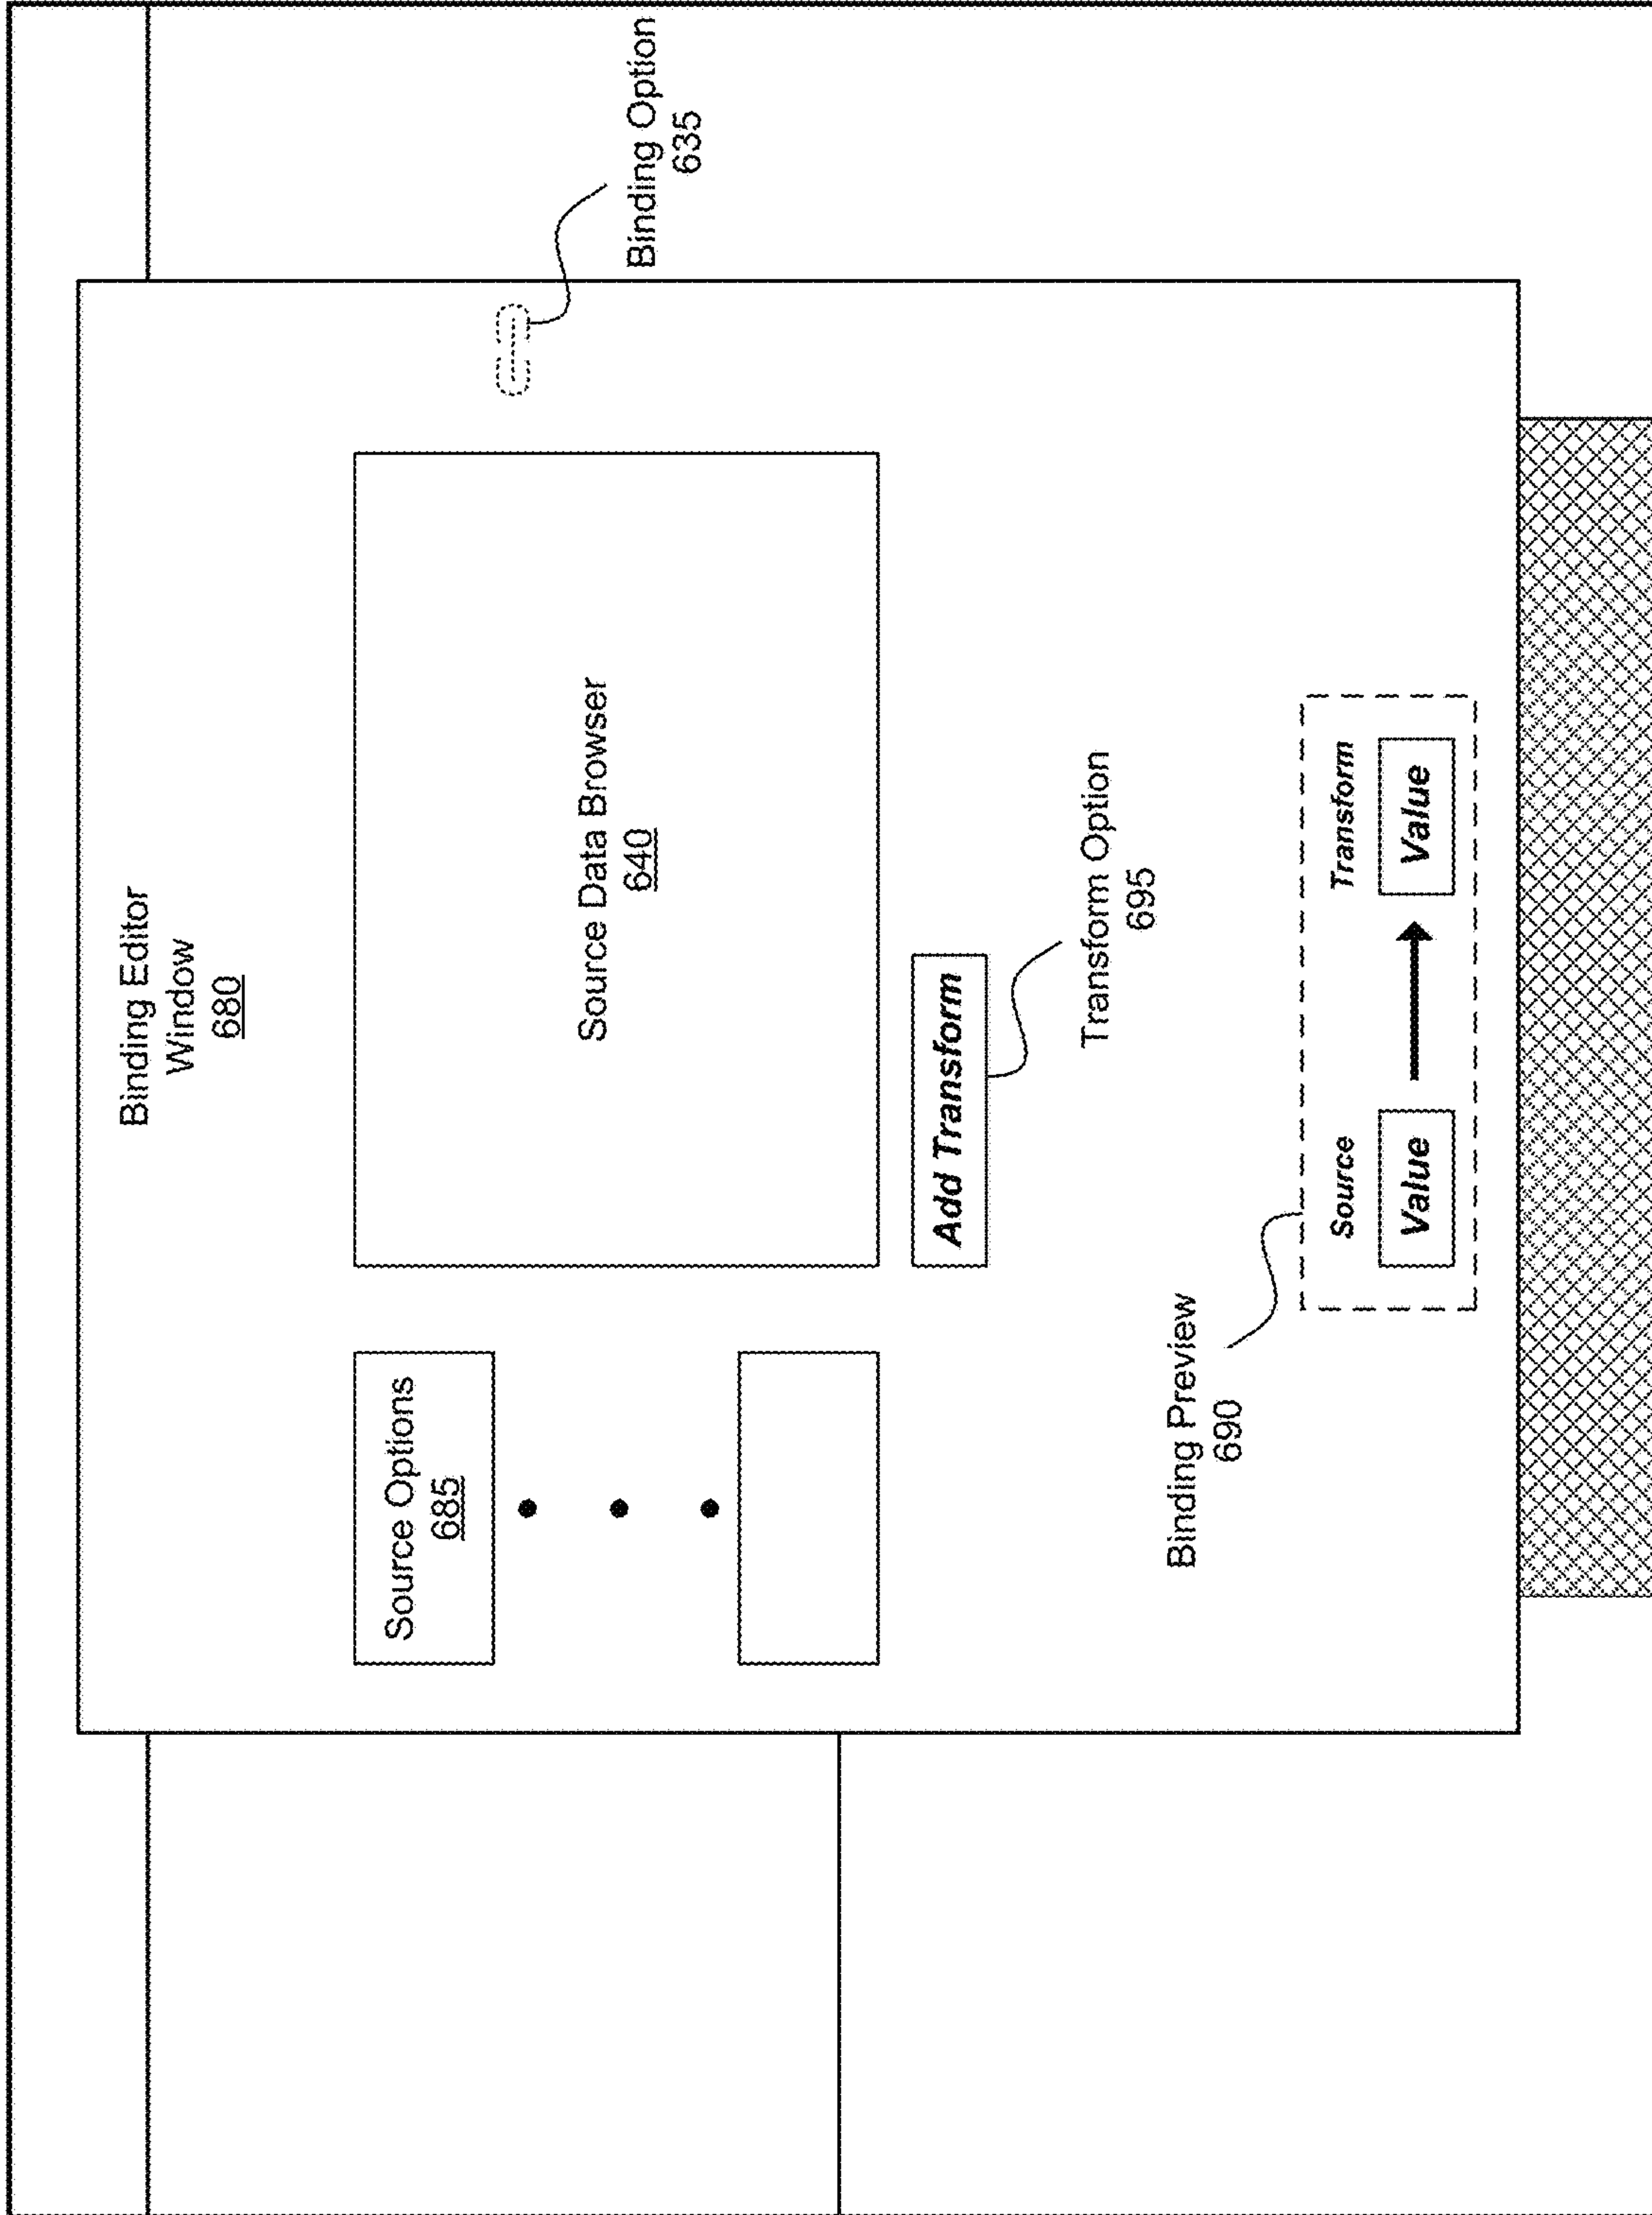 Binding Editor
Window
680
Source Options
685
Source Data Browser
640
Binding Option
635
Add Transform
Transform Option
695
Binding Preview
690
Source
Transform
Value
Value